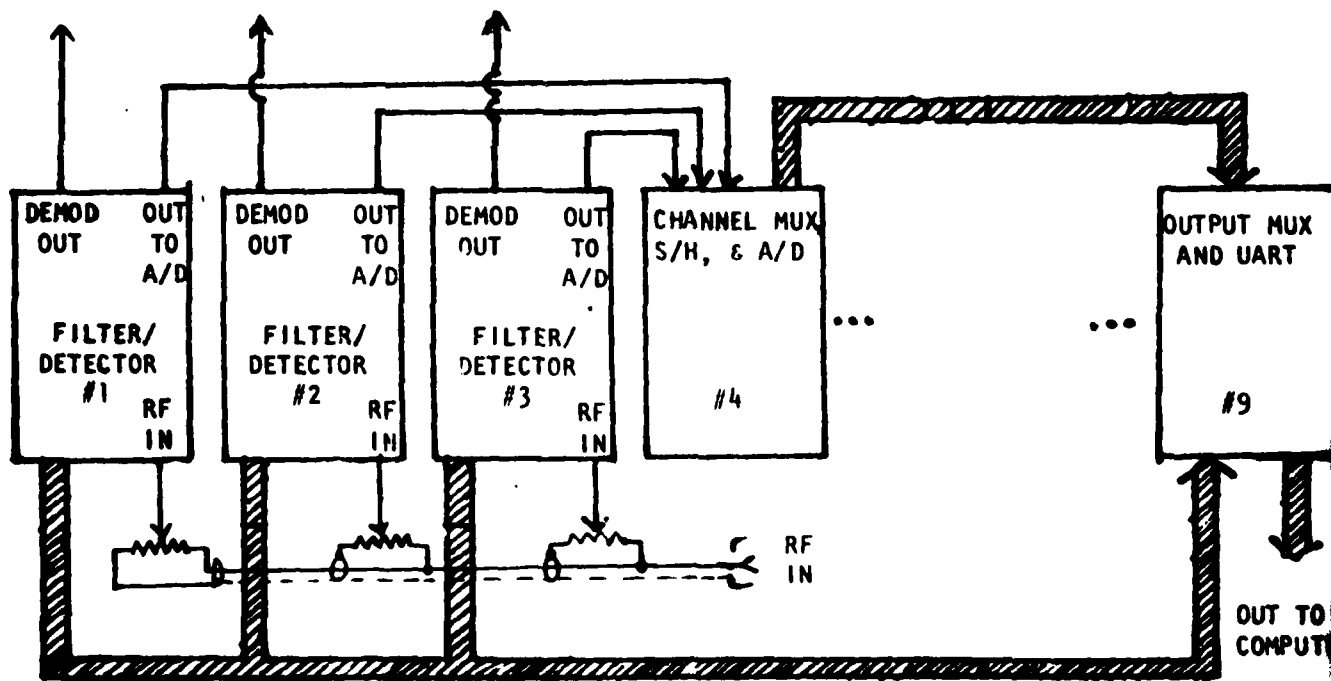 DEMOD OUT
OUT TO
A/D
FILTER/
DETECTOR
#1
RF
IN
DEMOD OUT
OUT TO
A/D
FILTER/
DETECTOR
#2
RF
IN
DEMOD OUT
OUT TO
A/D
FILTER/
DETECTOR
#3
RF
IN
CHANNEL MUX,
S/H, & A/D
#4
...
...
OUTPUT MUX
AND UART
#9
RF
IN
OUT TO
COMPUT